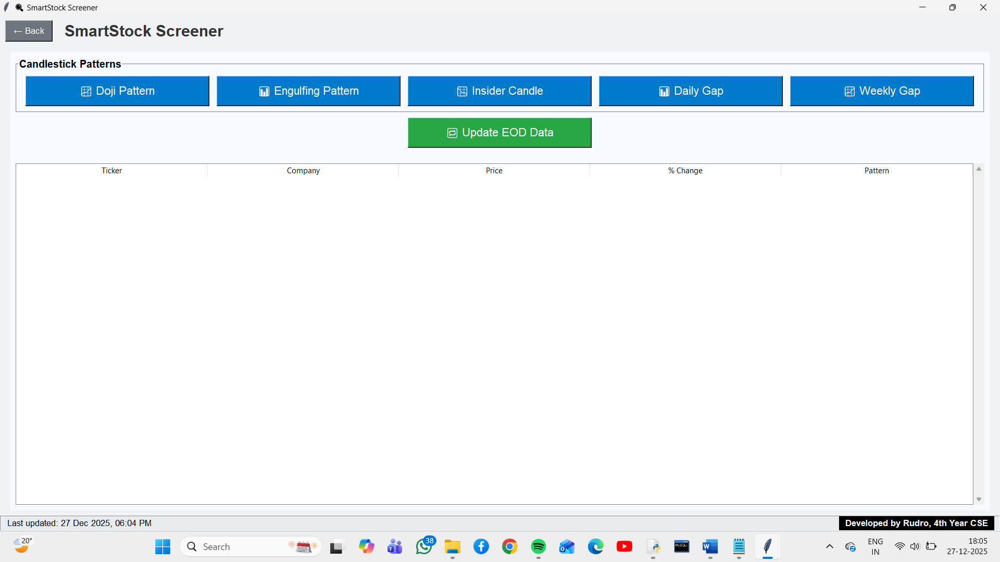 SmartStock Screener
← Back
SmartStock Screener
Candlestick Patterns
Doji Pattern
Engulfing Pattern
Insider Candle
Daily Gap
Weekly Gap
Update EOD Data
Ticker
Company
Price
% Change
Pattern
Last updated: 27 Dec 2025, 06:04 PM
Developed by Rudro, 4th Year CSE
20°
Search
38
MySQL
ENG
IN
18:05
27-12-2025